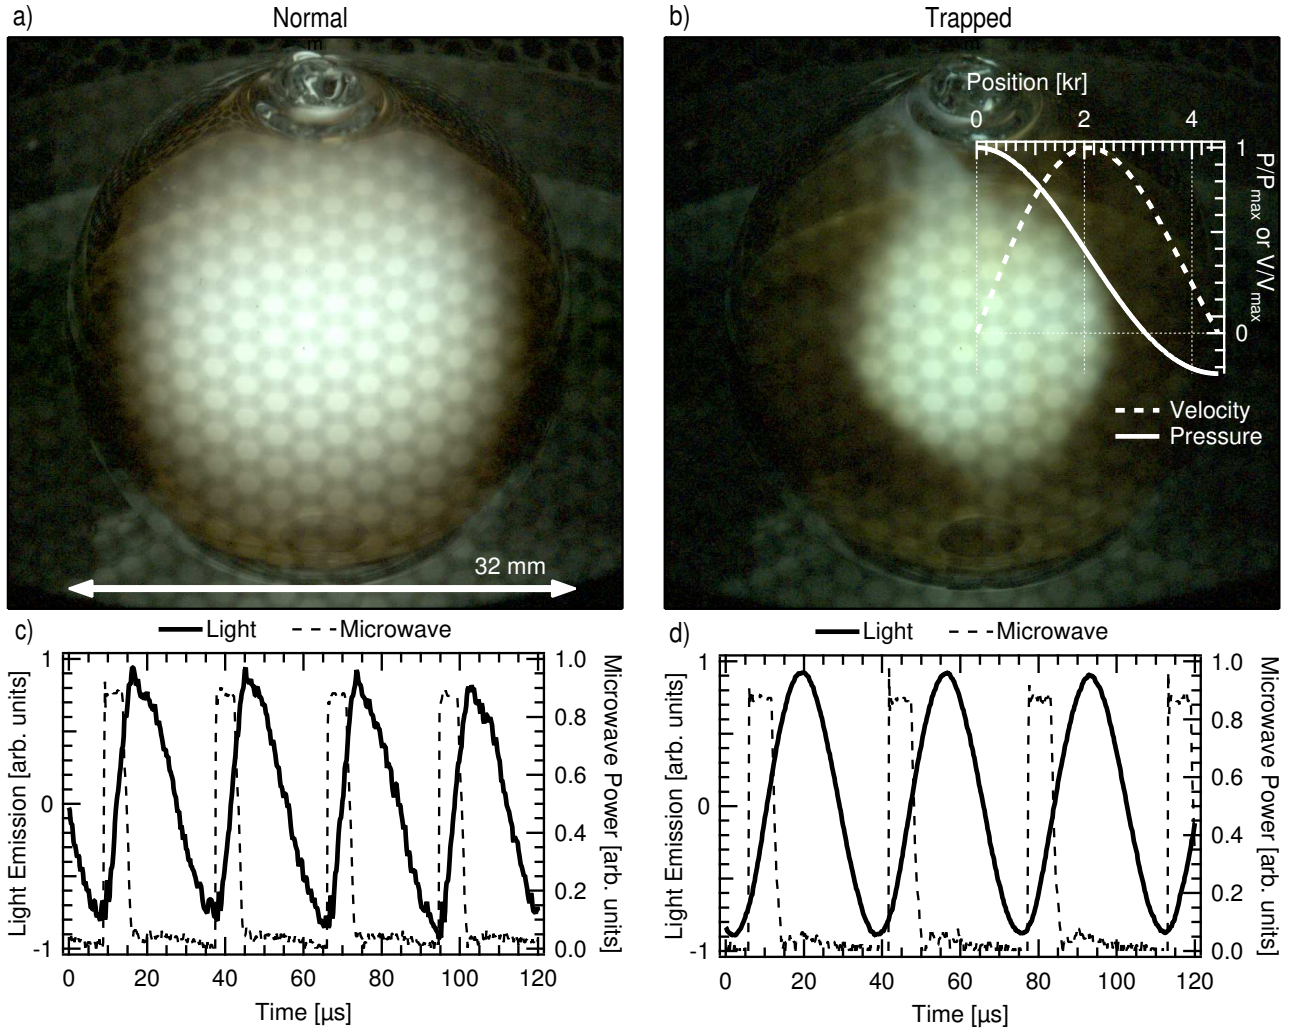 a) Normal
32 mm
b) Trapped
Position [kr]
0 2 4
1
0
P/Pmax or V/Vmax
Velocity
Pressure
c) Light Microwave
Light Emission [arb. units]
1
0
-1
Microwave Power [arb. units]
1.0
0.8
0.6
0.4
0.2
0.0
0 20 40 60 80 100 120
Time [µs]
d) Light Microwave
Light Emission [arb. units]
1
0
-1
Microwave Power [arb. units]
1.0
0.8
0.6
0.4
0.2
0.0
0 20 40 60 80 100 120
Time [µs]